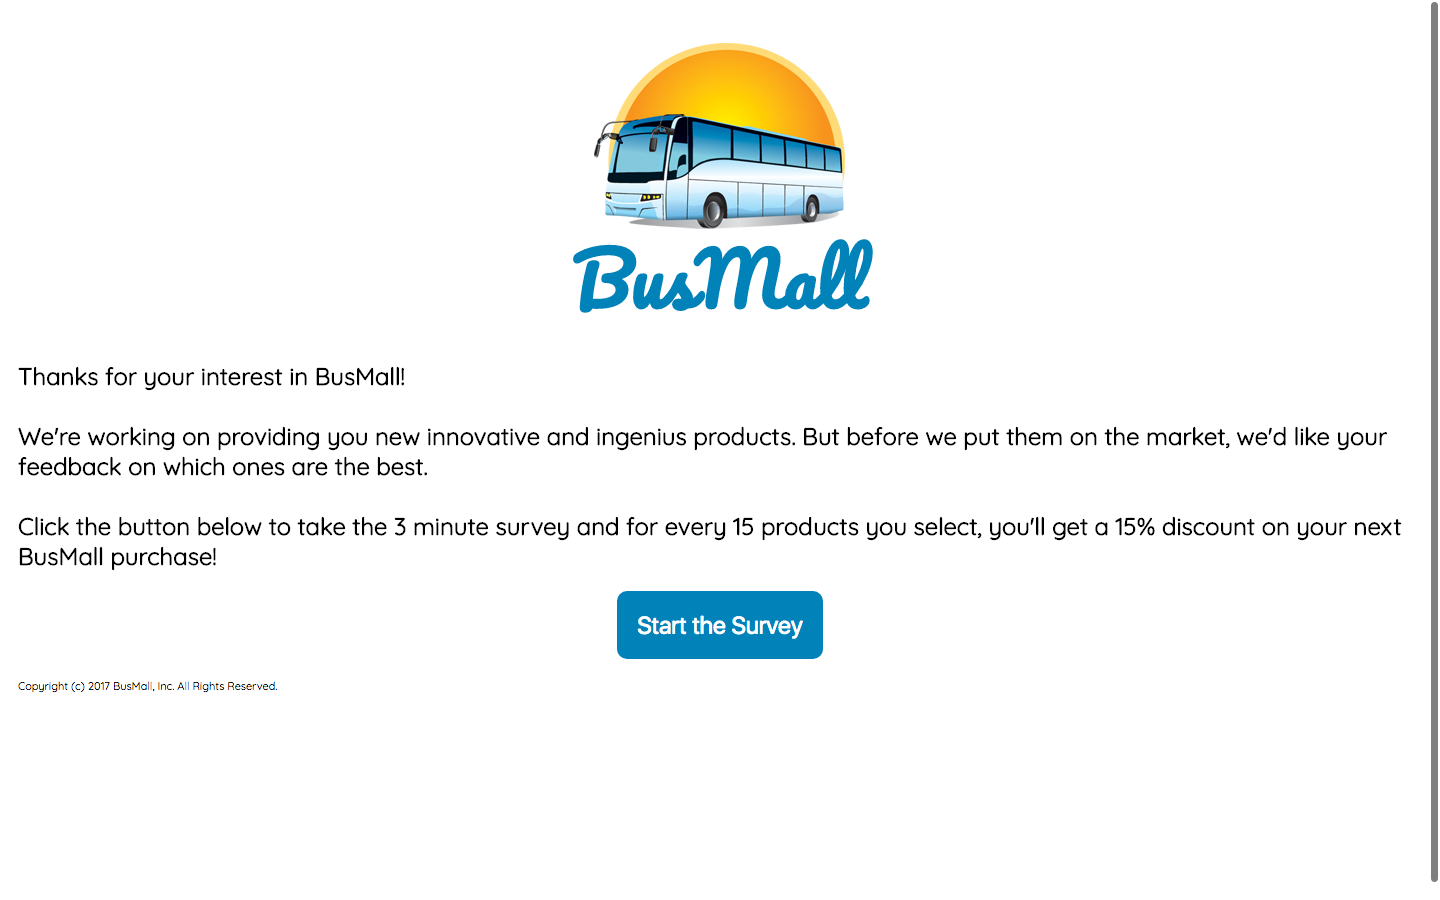 BusMall
Thanks for your interest in BusMall!
We're working on providing you new innovative and ingenius products. But before we put them on the market, we'd like your
feedback on which ones are the best.
Click the button below to take the 3 minute survey and for every 15 products you select, you'll get a 15% discount on your next
BusMall purchase!
Start the Survey
Copyright (c) 2017 BusMall, Inc. All Rights Reserved.